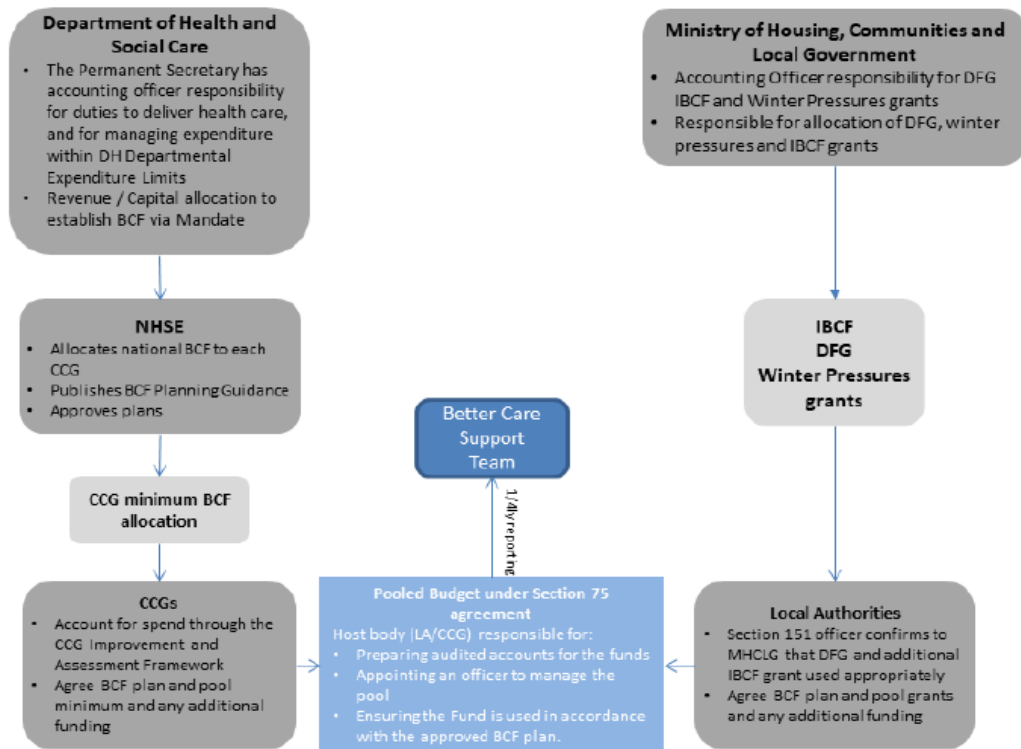 Department of Health and
Social Care
• The Permanent Secretary has
accounting officer responsibility
for duties to deliver health care,
and for managing expenditure
within DH Departmental
Expenditure Limits
• Revenue / Capital allocation to
establish BCF via Mandate
Ministry of Housing, Communities and
Local Government
• Accounting Officer responsibility for DFG
IBCF and Winter Pressures grants
• Responsible for allocation of DFG, winter
pressures and IBCF grants
NHSE
• Allocates national BCF to each
CCG
• Publishes BCF Planning Guidance
• Approves plans
IBCF
DFG
Winter Pressures
grants
Better Care
Support
Team
CCG minimum BCF
allocation
1/4ly reporting
CCGs
• Account for spend through the
CCG Improvement and
Assessment Framework
• Agree BCF plan and pool
minimum and any additional
funding
Pooled Budget under Section 75
agreement
Host body (LA/CCG) responsible for:
• Preparing audited accounts for the funds
• Appointing an officer to manage the
pool
• Ensuring the Fund is used in accordance
with the approved BCF plan.
Local Authorities
• Section 151 officer confirms to
MHCLG that DFG and additional
IBCF grant used appropriately
• Agree BCF plan and pool grants
and any additional funding